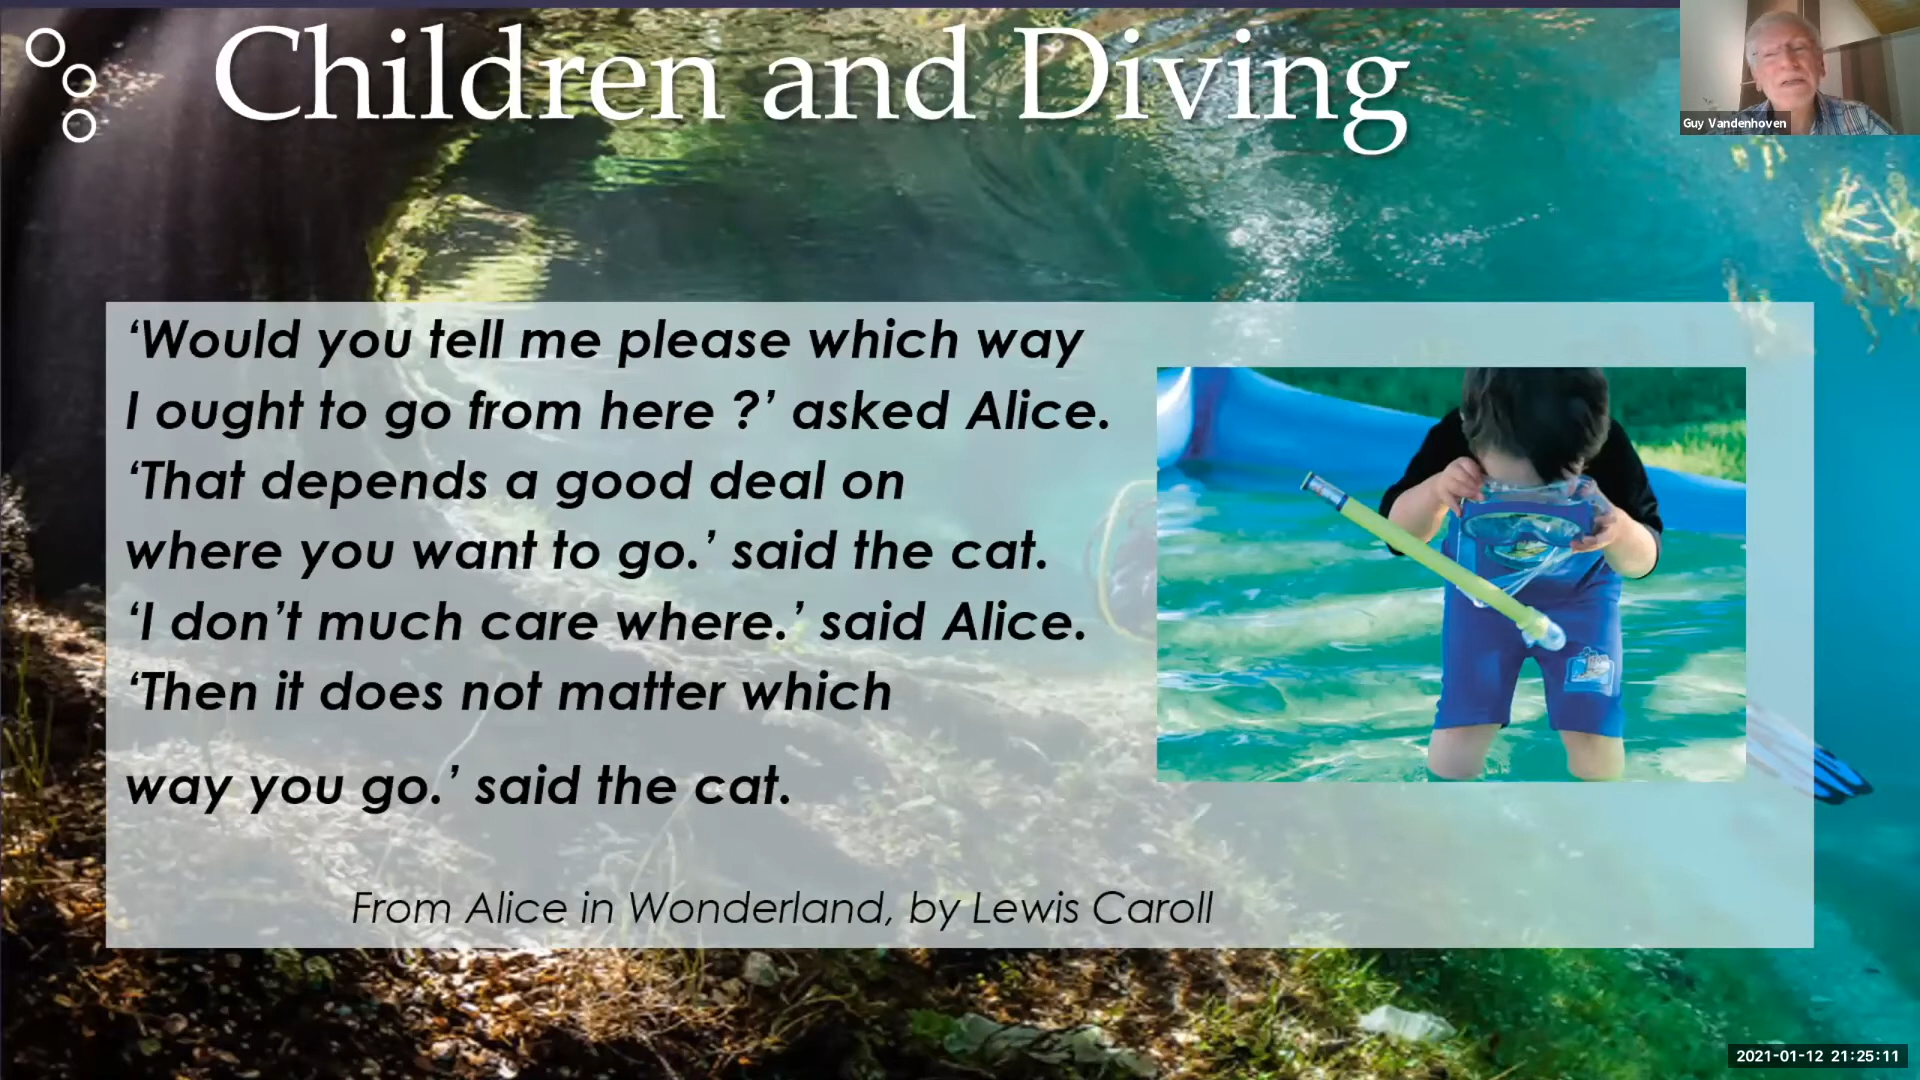 Children and Diving
Guy Vandenhoven
‘Would you tell me please which way
I ought to go from here ?’ asked Alice.
‘That depends a good deal on
where you want to go.’ said the cat.
‘I don’t much care where.’ said Alice.
‘Then it does not matter which
way you go.’ said the cat.
From Alice in Wonderland, by Lewis Caroll
2021-01-12 21:25:11